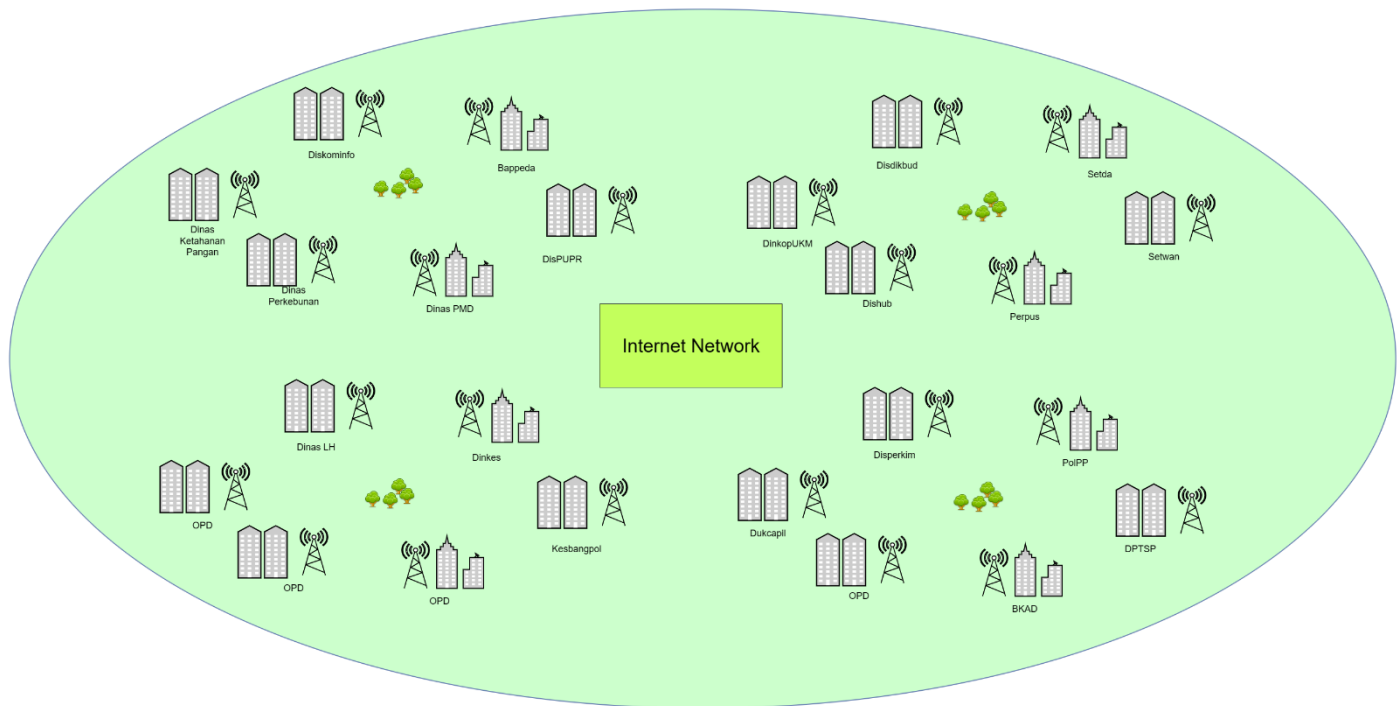 Diskominfo
Bappeda
Disdikbud
Setda
Dinas
Ketahanan
Pangan
DisPUPR
DinkopUKM
Setwan
Dinas
Perkebunan
Dinas PMD
Dishub
Perpus
Internet Network
Dinas LH
Dinkes
Disperkim
PolPP
OPD
Kesbangpol
Dukcapil
DPTSP
OPD
OPD
OPD
BKAD